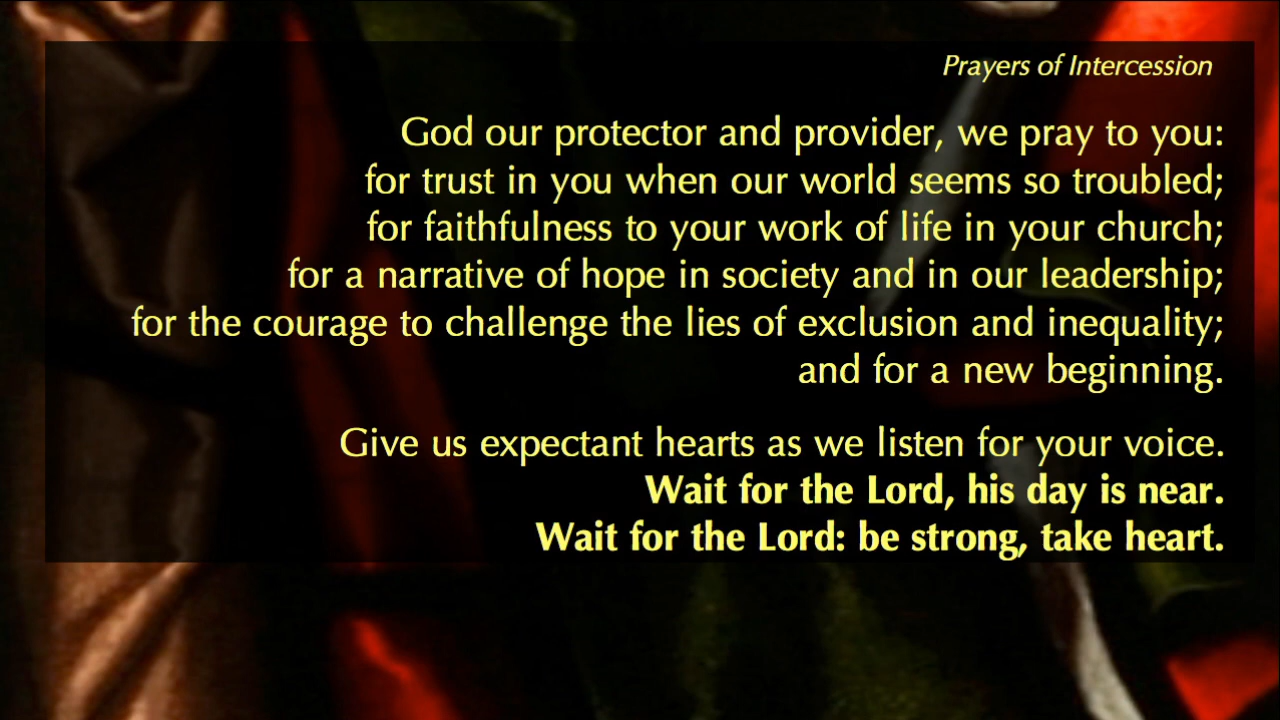 Prayers of Intercession
God our protector and provider, we pray to you:
for trust in you when our world seems so troubled;
for faithfulness to your work of life in your church;
for a narrative of hope in society and in our leadership;
for the courage to challenge the lies of exclusion and inequality;
and for a new beginning.
Give us expectant hearts as we listen for your voice.
Wait for the Lord, his day is near.
Wait for the Lord: be strong, take heart.